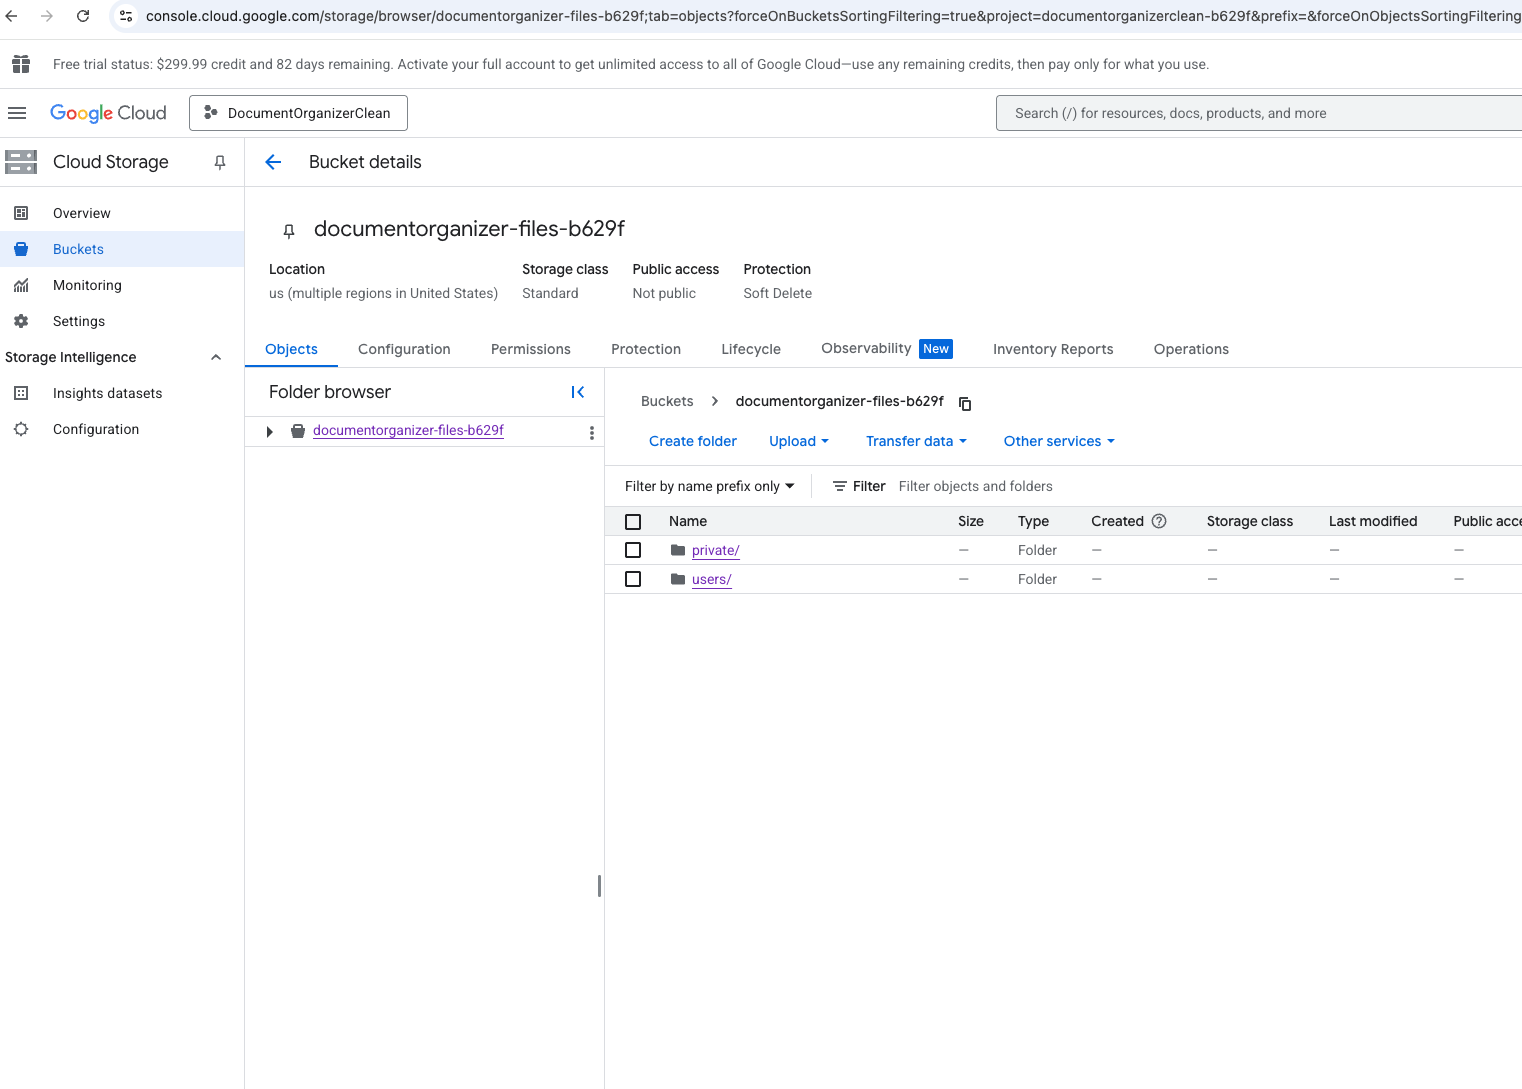 console.cloud.google.com/storage/browser/documentorganizer-files-b629f;tab=objects?forceOnBucketsSortingFiltering=true&project=documentorganizerclean-b629f&prefix=&forceOnObjectsSortingFiltering
Free trial status: $299.99 credit and 82 days remaining. Activate your full account to get unlimited access to all of Google Cloud—use any remaining credits, then pay only for what you use.
Google Cloud
DocumentOrganizerClean
Search (/) for resources, docs, products, and more
Cloud Storage
Overview
Buckets
Monitoring
Settings
Storage Intelligence
Insights datasets
Configuration
Bucket details
documentorganizer-files-b629f
Location Storage class Public access Protection
us (multiple regions in United States) Standard Not public Soft Delete
Objects Configuration Permissions Protection Lifecycle Observability New Inventory Reports Operations
Folder browser
documentorganizer-files-b629f
Buckets > documentorganizer-files-b629f
Create folder Upload Transfer data Other services
Filter by name prefix only Filter Filter objects and folders
Name Size Type Created Storage class Last modified Public acce
private/ — Folder — — — —
users/ — Folder — — — —